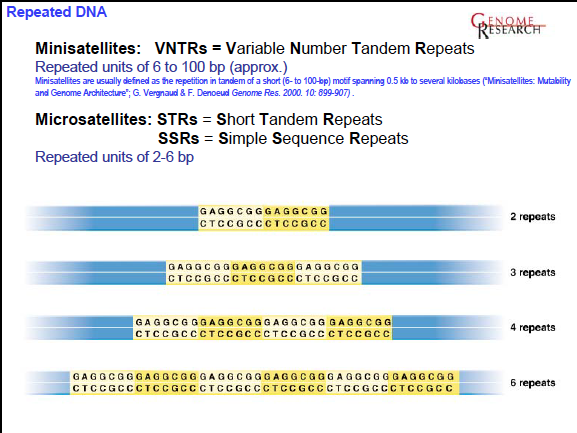 Repeated DNA
GENOME
RESEARCH
Minisatellites: VNTRs = Variable Number Tandem Repeats
Repeated units of 6 to 100 bp (approx.)
Minisatellites are usually defined as the repetition in tandem of a short (6- to 100-bp) motif spanning 0.5 kb to several kilobases ("Minisatellites: Mutability
and Genome Architecture"; G. Vergnaud & F. Denoeud Genome Res. 2000. 10: 899-907) .
Microsatellites: STRs = Short Tandem Repeats
SSRs = Simple Sequence Repeats
Repeated units of 2-6 bp
GAGGCGGGAGGCGG
CTCCGCCCTCCGCC
2 repeats
GAGGCGGGAGGCGGGAGGCGG
CTCCGCCCTCCGCCCTCCGCC
3 repeats
GAGGCGGGAGGCGGGAGGCGGGAGGCGG
CTCCGCCCTCCGCCCTCCGCCCTCCGCC
4 repeats
GAGGCGGGAGGCGGGAGGCGGGAGGCGGGAGGCGGGAGGCGG
CTCCGCCCTCCGCCCTCCGCCCTCCGCCCTCCGCCCTCCGCC
6 repeats